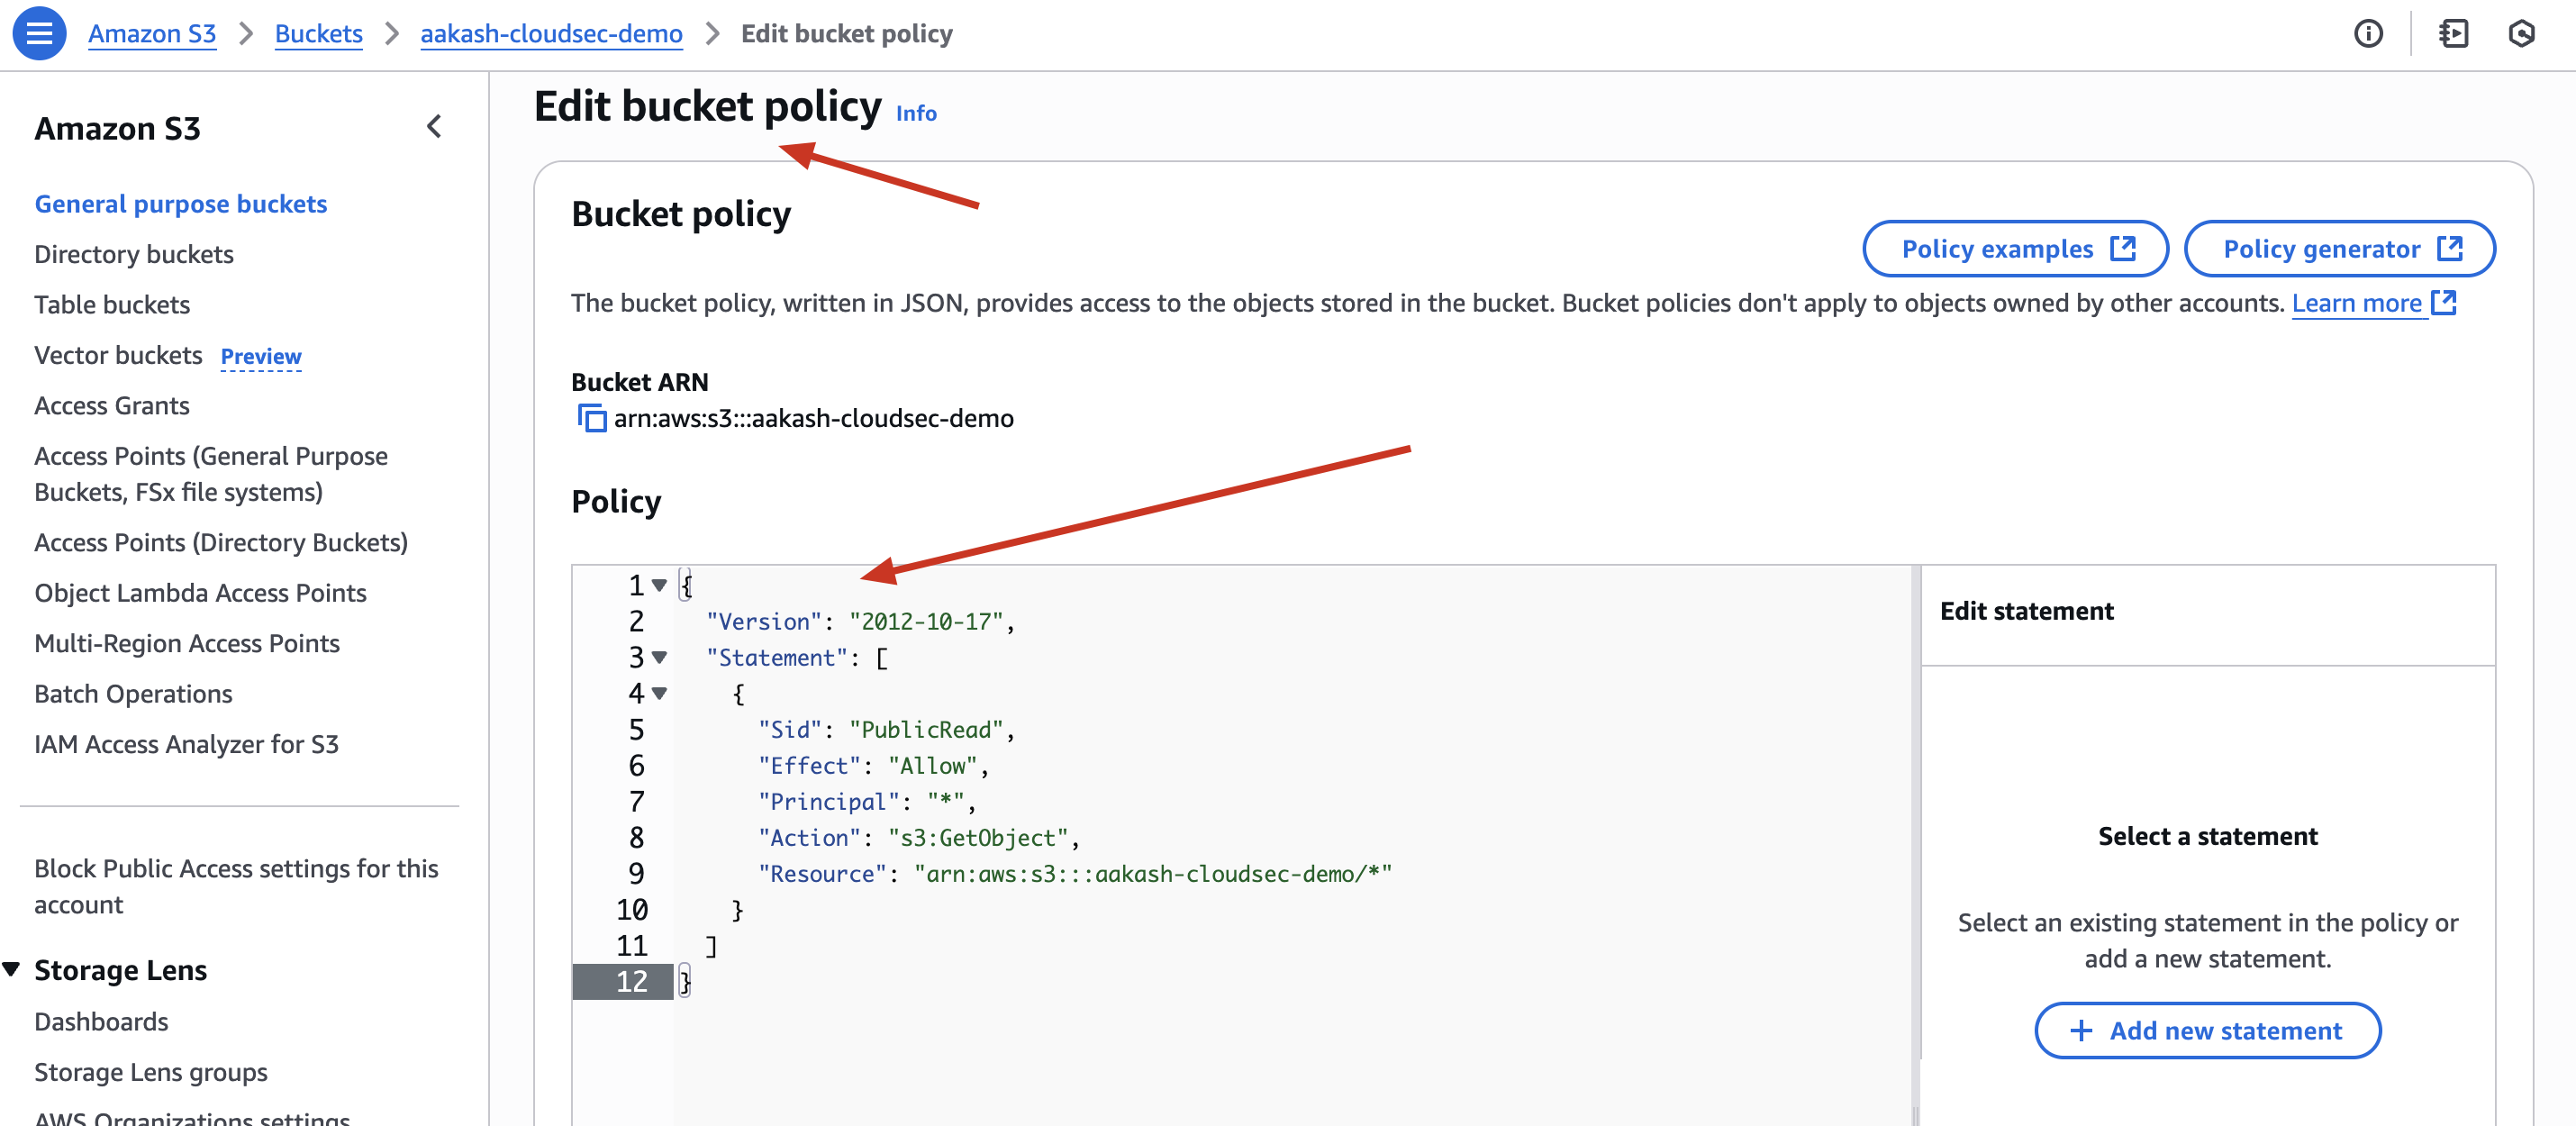 Amazon S3 > Buckets > aakash-cloudsec-demo > Edit bucket policy
Amazon S3
General purpose buckets
Directory buckets
Table buckets
Vector buckets Preview
Access Grants
Access Points (General Purpose
Buckets, FSx file systems)
Access Points (Directory Buckets)
Object Lambda Access Points
Multi-Region Access Points
Batch Operations
IAM Access Analyzer for S3
Block Public Access settings for this
account
Storage Lens
Dashboards
Storage Lens groups
AWS Organizations settings
Edit bucket policy Info
Bucket policy
Policy examples
Policy generator
The bucket policy, written in JSON, provides access to the objects stored in the bucket. Bucket policies don't apply to objects owned by other accounts. Learn more
Bucket ARN
arn:aws:s3:::aakash-cloudsec-demo
Policy
1 {
2 "Version": "2012-10-17",
3 "Statement": [
4 {
5 "Sid": "PublicRead",
6 "Effect": "Allow",
7 "Principal": "*",
8 "Action": "s3:GetObject",
9 "Resource": "arn:aws:s3:::aakash-cloudsec-demo/*"
10 }
11 ]
12 }
Edit statement
Select a statement
Select an existing statement in the policy or
add a new statement.
+ Add new statement